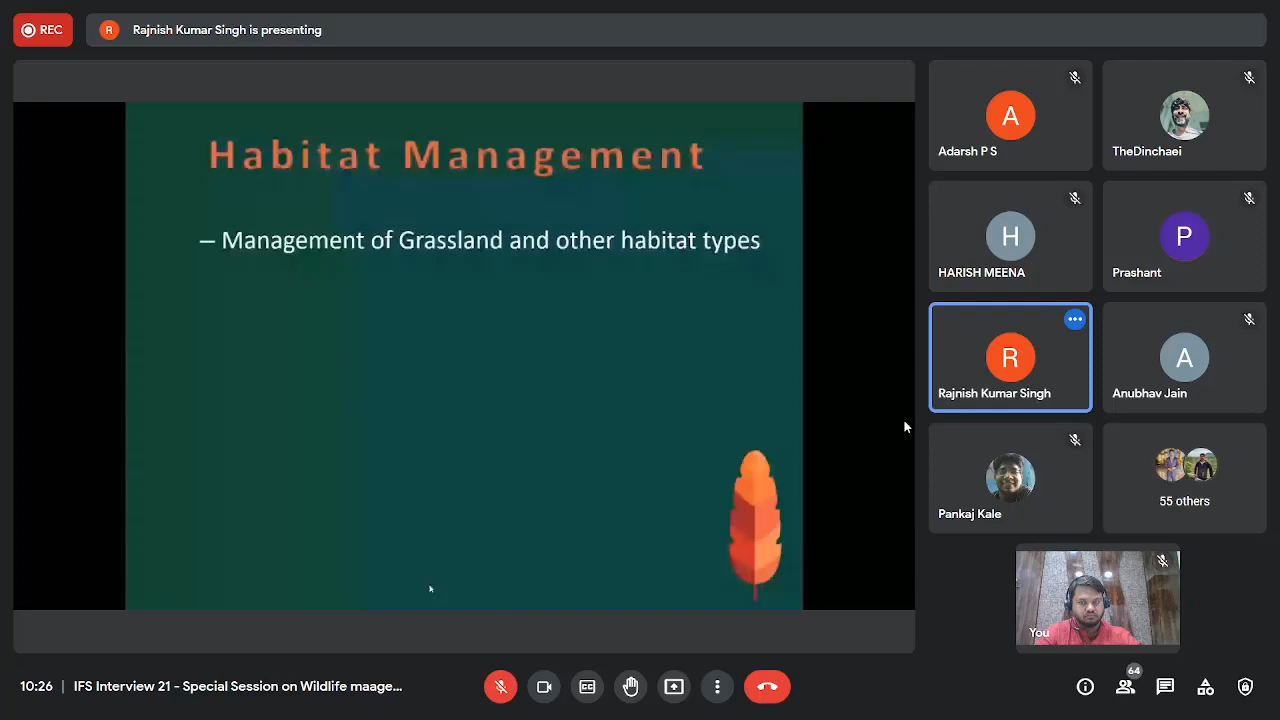 REC
R
Rajnish Kumar Singh is presenting
Habitat Management
– Management of Grassland and other habitat types
A
Adarsh P S
TheDinchaei
H
HARISH MEENA
P
Prashant
R
Rajnish Kumar Singh
A
Anubhav Jain
Pankaj Kale
55 others
You
10:26 | IFS Interview 21 - Special Session on Wildlife maage...
64